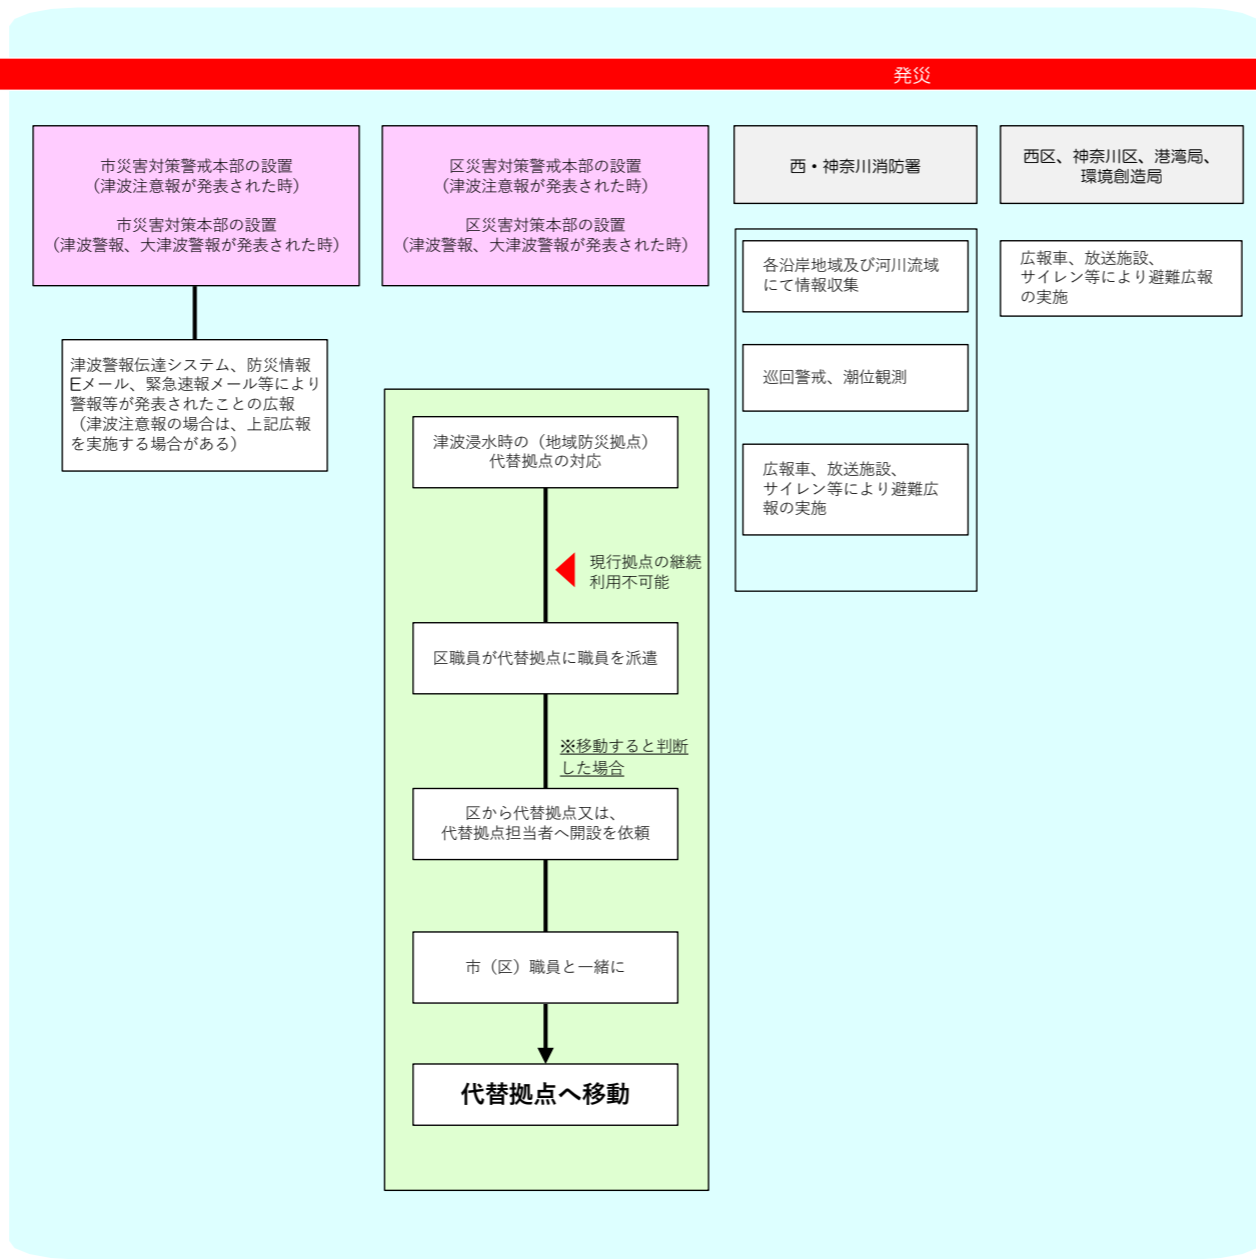 発災
市災害対策警戒本部の設置
（津波注意報が発表された時）
市災害対策本部の設置
（津波警報、大津波警報が発表された時）
津波警報伝達システム、防災情報
Eメール、緊急速報メール等により
警報等が発表されたことの広報
（津波注意報の場合は、上記広報
を実施する場合がある）
区災害対策警戒本部の設置
（津波注意報が発表された時）
区災害対策本部の設置
（津波警報、大津波警報が発表された時）
津波浸水時の（地域防災拠点）
代替拠点の対応
現行拠点の継続
利用不可能
区職員が代替拠点に職員を派遣
※移動すると判断
した場合
区から代替拠点又は、
代替拠点担当者へ開設を依頼
市（区）職員と一緒に
代替拠点へ移動
西・神奈川消防署
各沿岸地域及び河川流域
にて情報収集
巡回警戒、潮位観測
広報車、放送施設、
サイレン等により避難広
報の実施
西区、神奈川区、港湾局、
環境創造局
広報車、放送施設、
サイレン等により避難広報
の実施